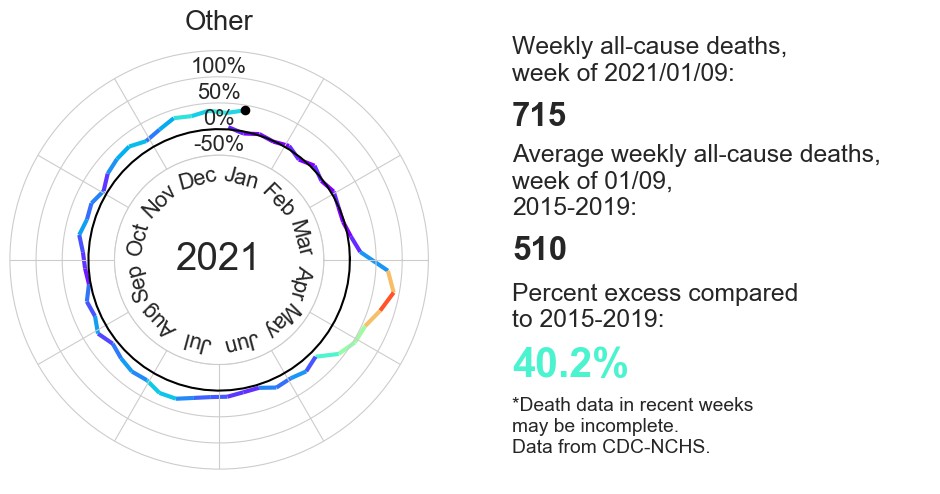 Other
100%
50%
0%
-50%
Jan
Feb
Mar
Apr
May
Jun
Jul
Aug
Sep
Oct
Nov
Dec
2021
Weekly all-cause deaths,
week of 2021/01/09:
715
Average weekly all-cause deaths,
week of 01/09,
2015-2019:
510
Percent excess compared
to 2015-2019:
40.2%
*Death data in recent weeks
may be incomplete.
Data from CDC-NCHS.